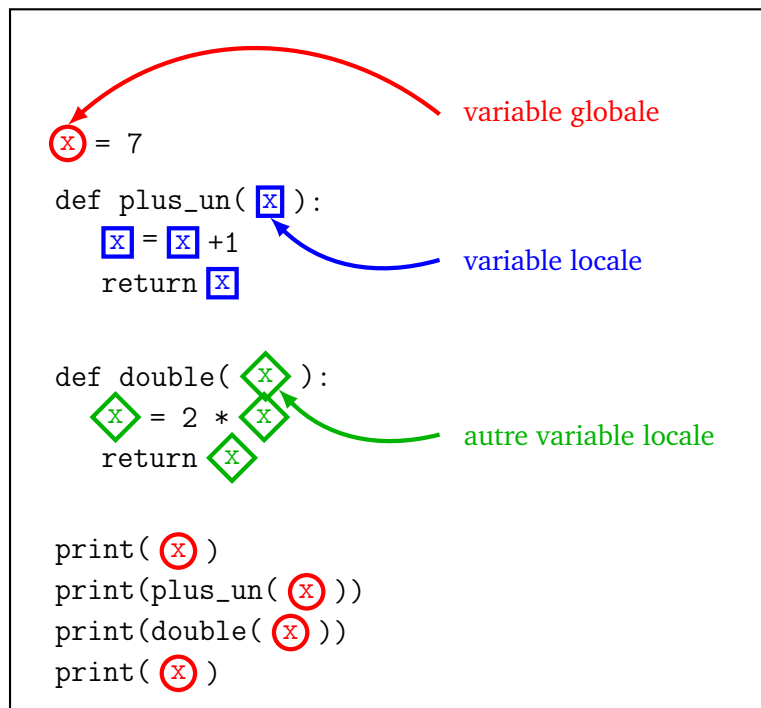 variable globale
x = 7
def plus_un( x ):
x = x +1
variable locale
return x
def double( x ):
x = 2 * x
autre variable locale
return x
print( x )
print(plus_un( x ))
print(double( x ))
print( x )